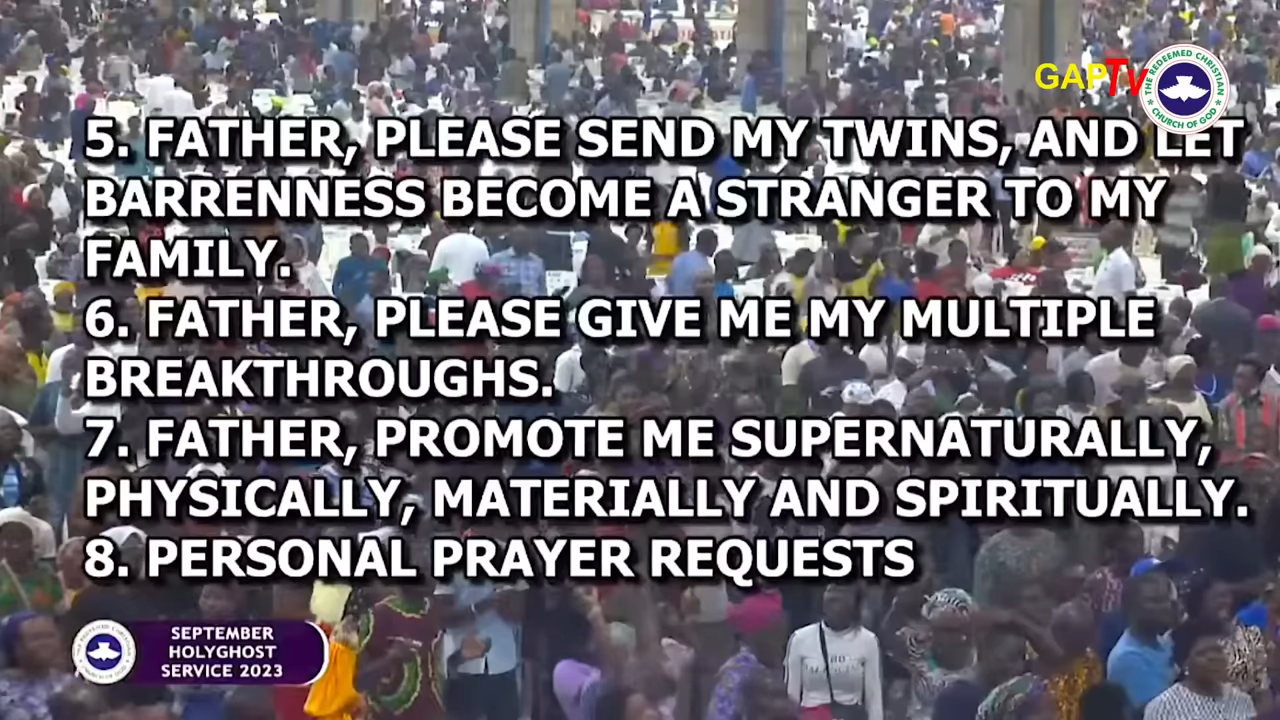 GAPTv
THE REDEEMED CHRISTIAN
CHURCH OF GOD
5. FATHER, PLEASE SEND MY TWINS, AND LET
BARRENNESS BECOME A STRANGER TO MY
FAMILY.
6. FATHER, PLEASE GIVE ME MY MULTIPLE
BREAKTHROUGHS.
7. FATHER, PROMOTE ME SUPERNATURALLY,
PHYSICALLY, MATERIALLY AND SPIRITUALLY.
8. PERSONAL PRAYER REQUESTS
SEPTEMBER
HOLYGHOST
SERVICE 2023